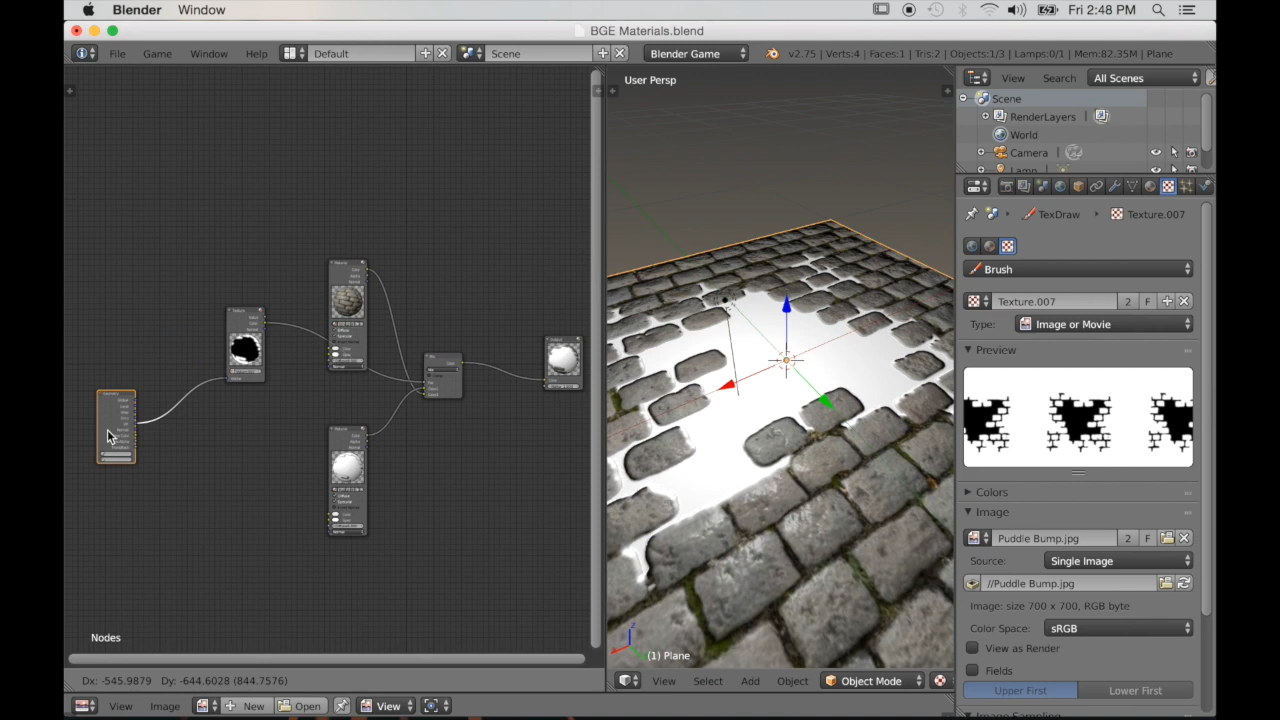 Blender Window Fri 2:48 PM
BGE Materials.blend
File Game Window Help Default Scene Blender Game v2.75 | Verts:4 | Faces:1 | Tris:2 | Objects:1/3 | Lamps:0/1 | Mem:82.35M | Plane
User Persp
View Search All Scenes
Scene
RenderLayers
World
Camera
Lamp
TexDraw Texture.007
Brush
Texture.007 2 F
Type: Image or Movie
Preview
Colors
Image
Puddle Bump.jpg 2 F
Source: Single Image
//Puddle Bump.jpg
Image: size 700 x 700, RGB byte
Color Space: sRGB
View as Render
Fields
Upper First Lower First
Image Sampling
Nodes
(1) Plane
Dx: -545.9879 Dy: -644.6028 (844.7576)
View Select Add Object Object Mode
View Image New Open View